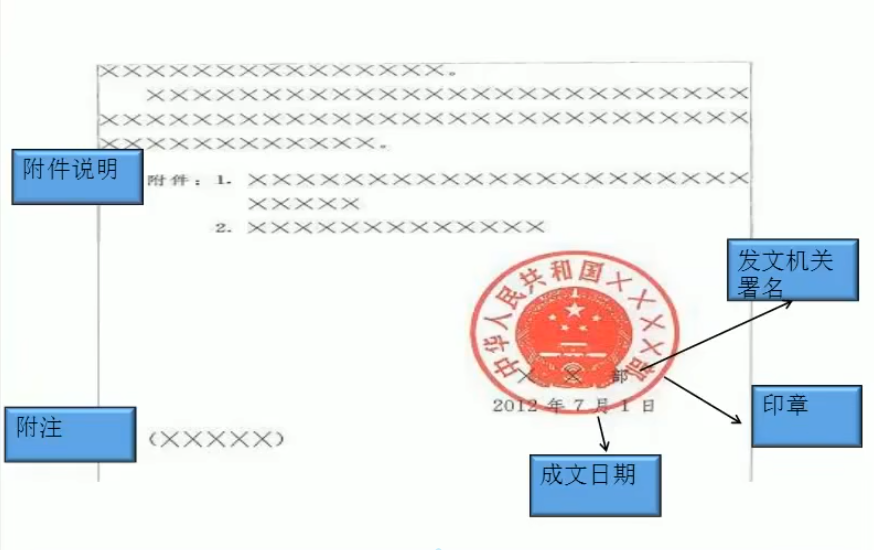 ×××××××××××××××。
××××××××××××××××××××××××××
××××××××××××××××××××××××××××
××××××××××××。
附件说明
附件：1. ××××××××××××××××××××××
×××××
2. ×××××××××××××
发文机关
署名
中华人民共和国××××部
× × 部
2012 年 7 月 1 日
印章
附注
(×××××)
成文日期